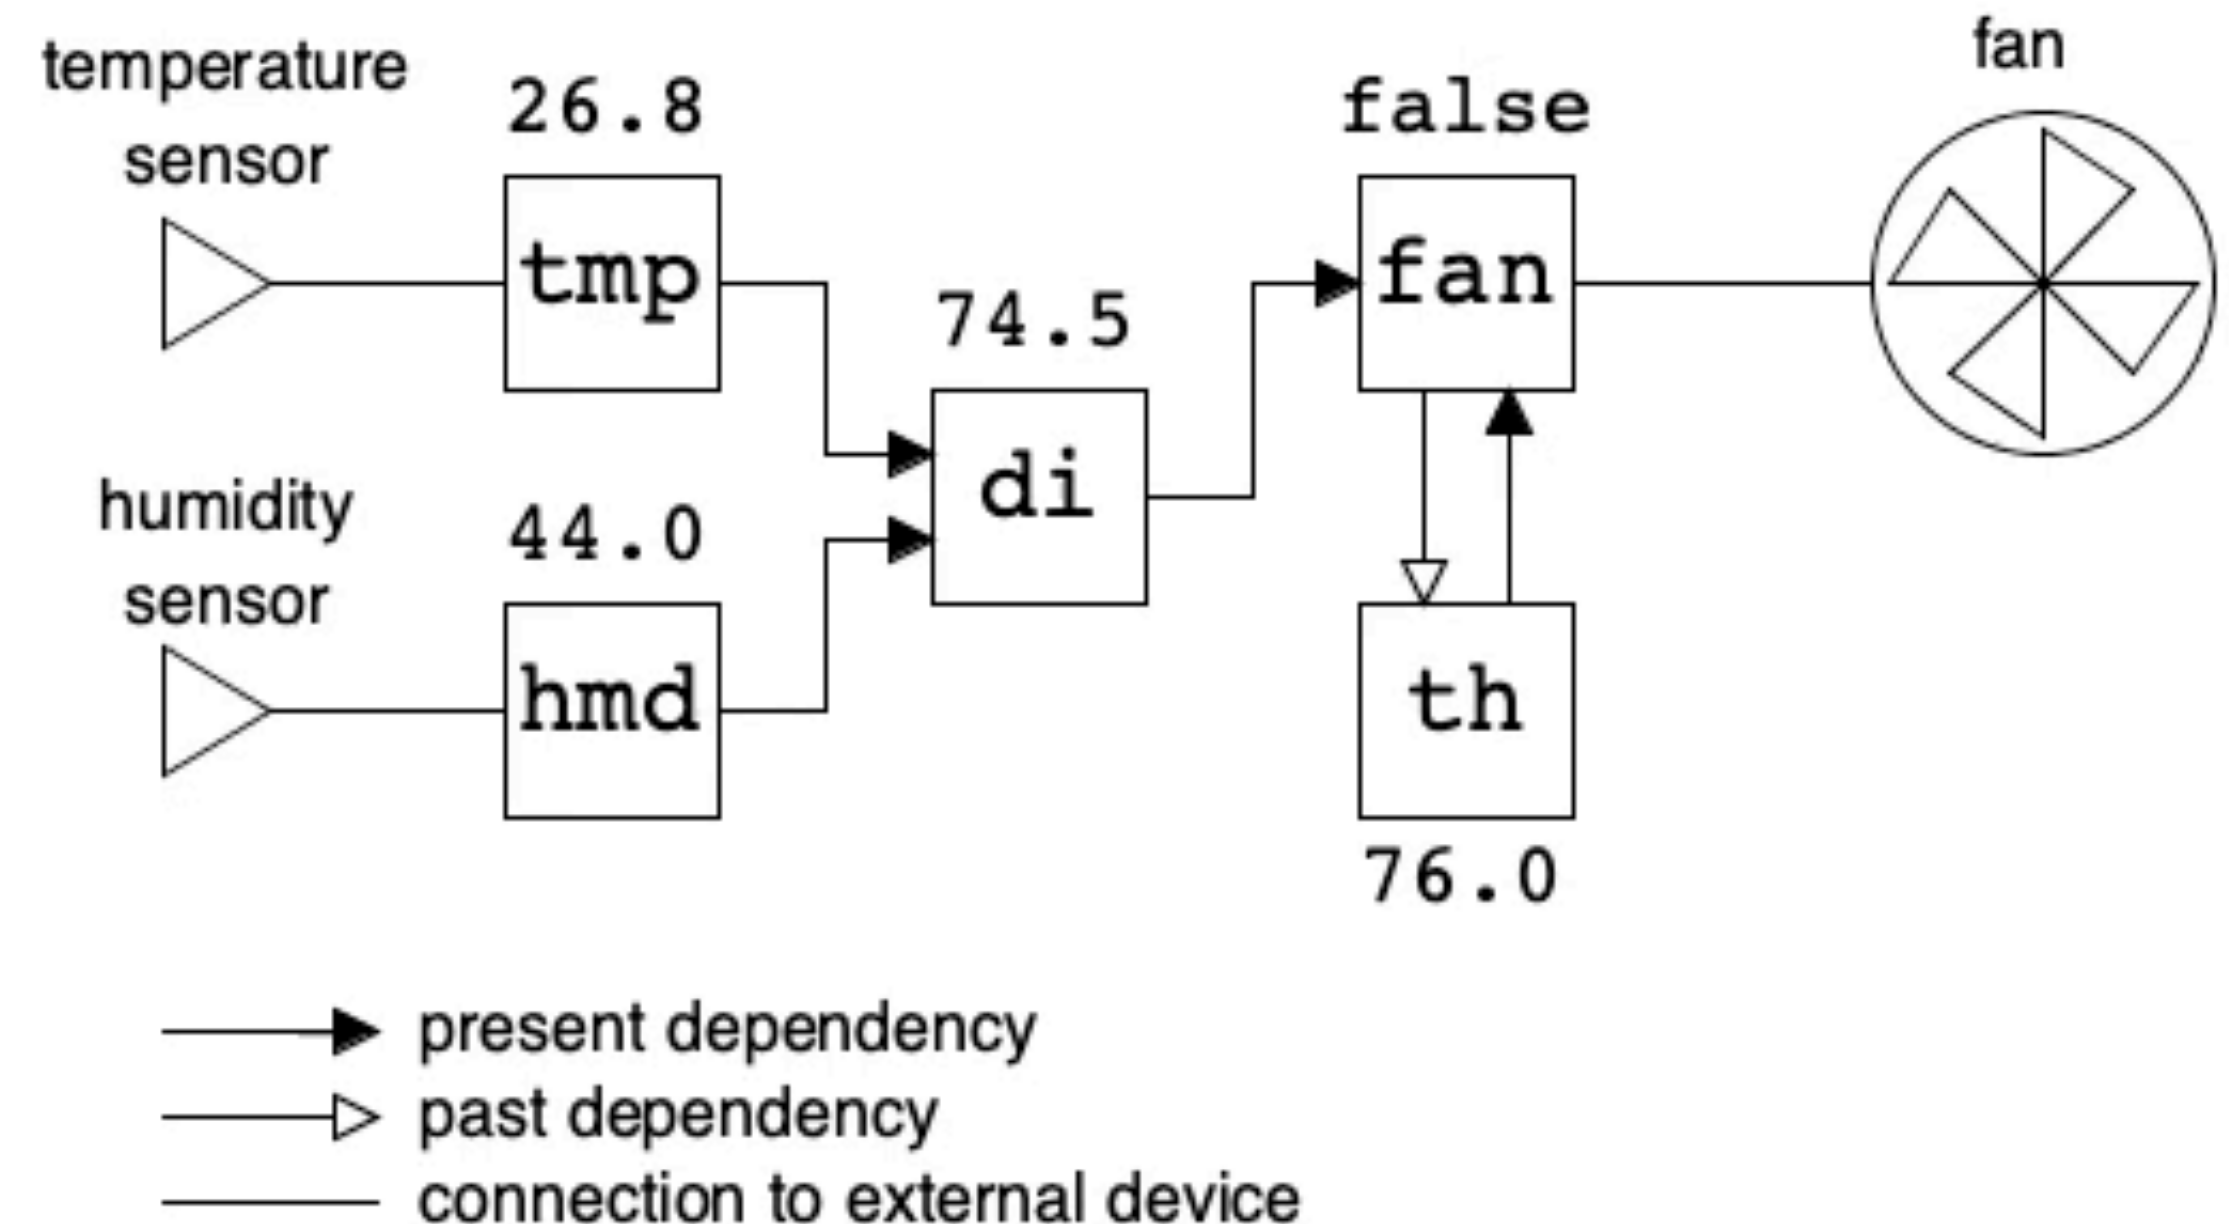 temperature
sensor
26.8
tmp
humidity
sensor
44.0
hmd
74.5
di
false
fan
th
76.0
fan
present dependency
past dependency
connection to external device